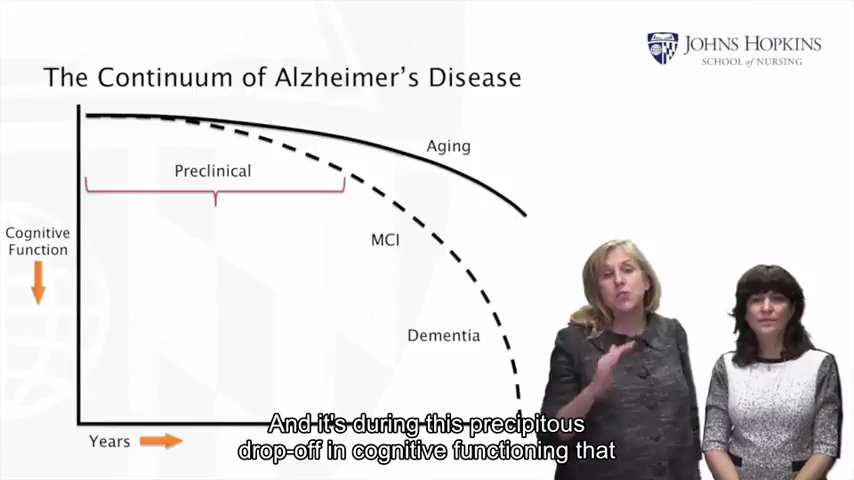 JOHNS HOPKINS
SCHOOL of NURSING
The Continuum of Alzheimer's Disease
Aging
Preclinical
Cognitive
Function
MCI
Dementia
And it's during this precipitous
drop-off in cognitive functioning that
Years